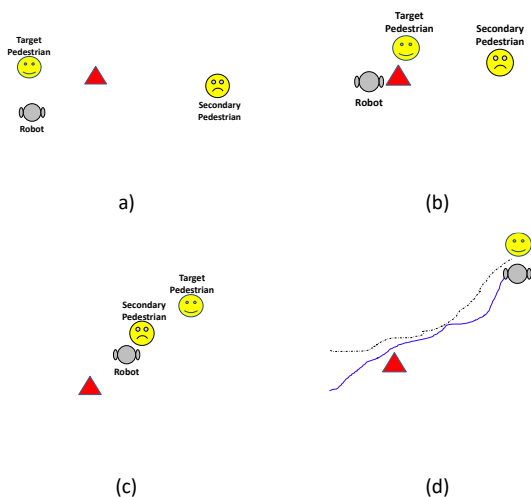 Target
Pedestrian
Robot
Secondary
Pedestrian
a)
Target
Pedestrian
Secondary
Pedestrian
Robot
(b)
Target
Pedestrian
Secondary
Pedestrian
Robot
(c)
(d)